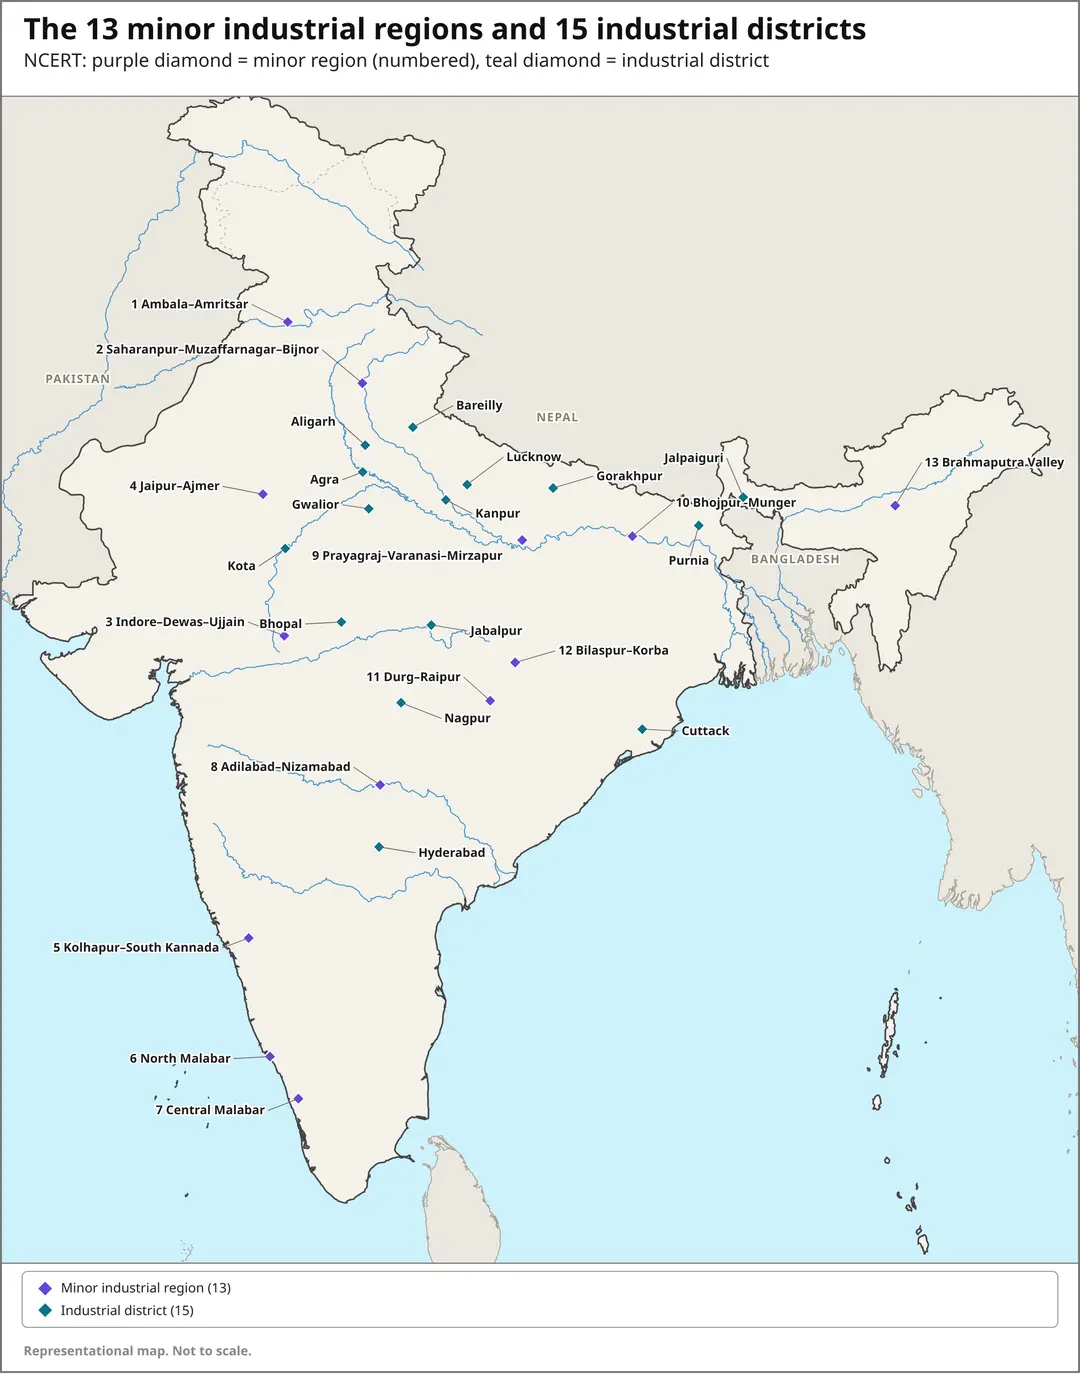 The 13 minor industrial regions and 15 industrial districts
NCERT: purple diamond = minor region (numbered), teal diamond = industrial district
1 Ambala–Amritsar
2 Saharanpur–Muzaffarnagar–Bijnor
PAKISTAN
Bareilly
NEPAL
Aligarh
Lucknow
Jalpaiguri
13 Brahmaputra Valley
Agra
Gorakhpur
4 Jaipur–Ajmer
Gwalior
10 Bhojpur–Munger
Kanpur
9 Prayagraj–Varanasi–Mirzapur
Purnia
BANGLADESH
Kota
3 Indore–Dewas–Ujjain
Bhopal
Jabalpur
12 Bilaspur–Korba
11 Durg–Raipur
Nagpur
Cuttack
8 Adilabad–Nizamabad
Hyderabad
5 Kolhapur–South Kannada
6 North Malabar
7 Central Malabar
Minor industrial region (13)
Industrial district (15)
Representational map. Not to scale.